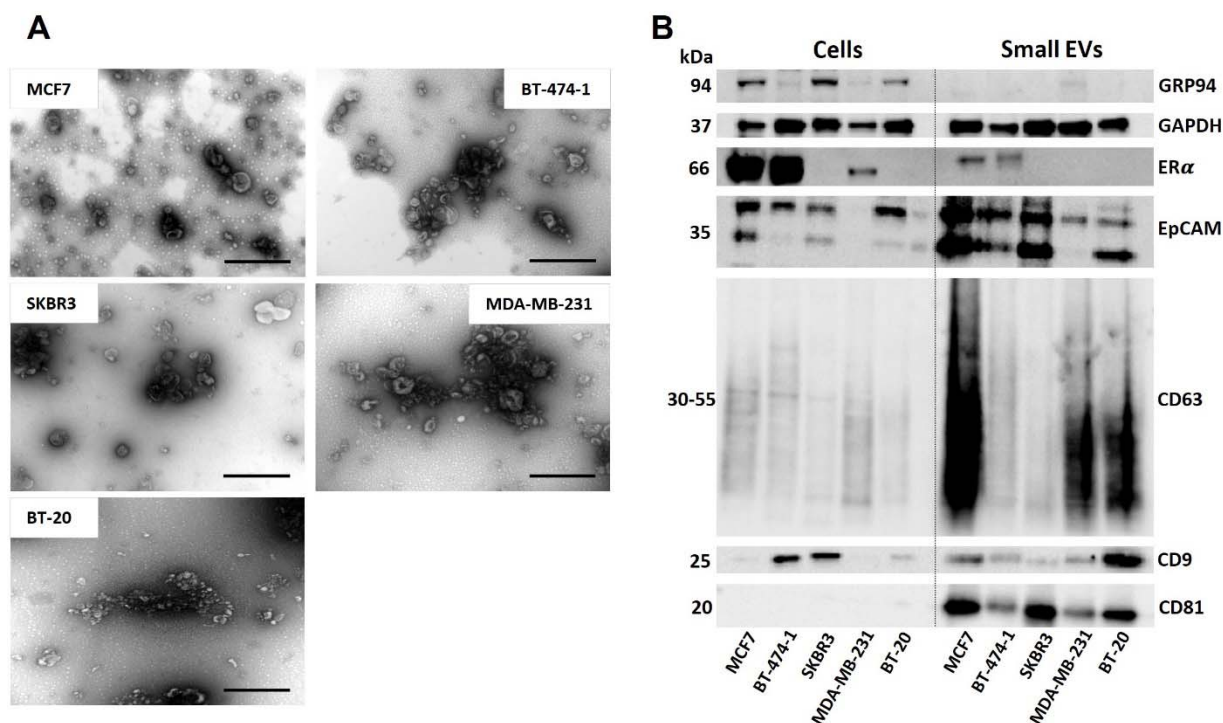 A
MCF7
BT-474-1
SKBR3
MDA-MB-231
BT-20
B
Cells
Small EVs
kDa
94
GRP94
37
GAPDH
66
ERα
35
EpCAM
30-55
CD63
25
CD9
20
CD81
MCF7
BT-474-1
SKBR3
MDA-MB-231
BT-20
MCF7
BT-474-1
SKBR3
MDA-MB-231
BT-20